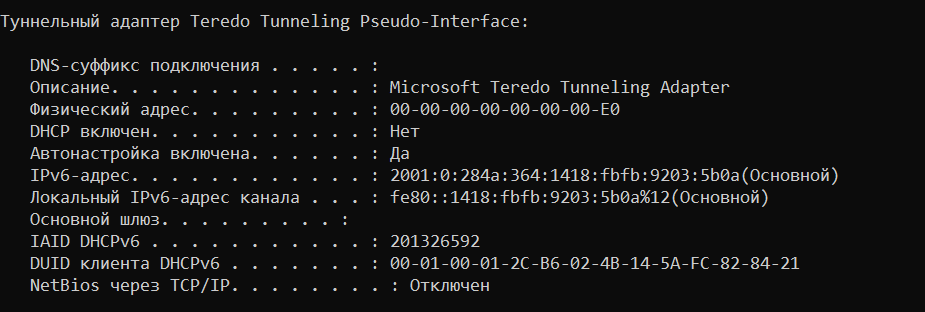 Туннельный адаптер Teredo Tunneling Pseudo-Interface:
DNS-суффикс подключения . . . . . :
Описание. . . . . . . . . . . . . : Microsoft Teredo Tunneling Adapter
Физический адрес. . . . . . . . . : 00-00-00-00-00-00-00-E0
DHCP включен. . . . . . . . . . . : Нет
Автонастройка включена. . . . . . : Да
IPv6-адрес. . . . . . . . . . . . : 2001:0:284a:364:1418:fbfb:9203:5b0a(Основной)
Локальный IPv6-адрес канала . . . : fe80::1418:fbfb:9203:5b0a%12(Основной)
Основной шлюз. . . . . . . . . :
IAID DHCPv6 . . . . . . . . . . . : 201326592
DUID клиента DHCPv6 . . . . . . . : 00-01-00-01-2C-B6-02-4B-14-5A-FC-82-84-21
NetBios через TCP/IP. . . . . . . . : Отключен